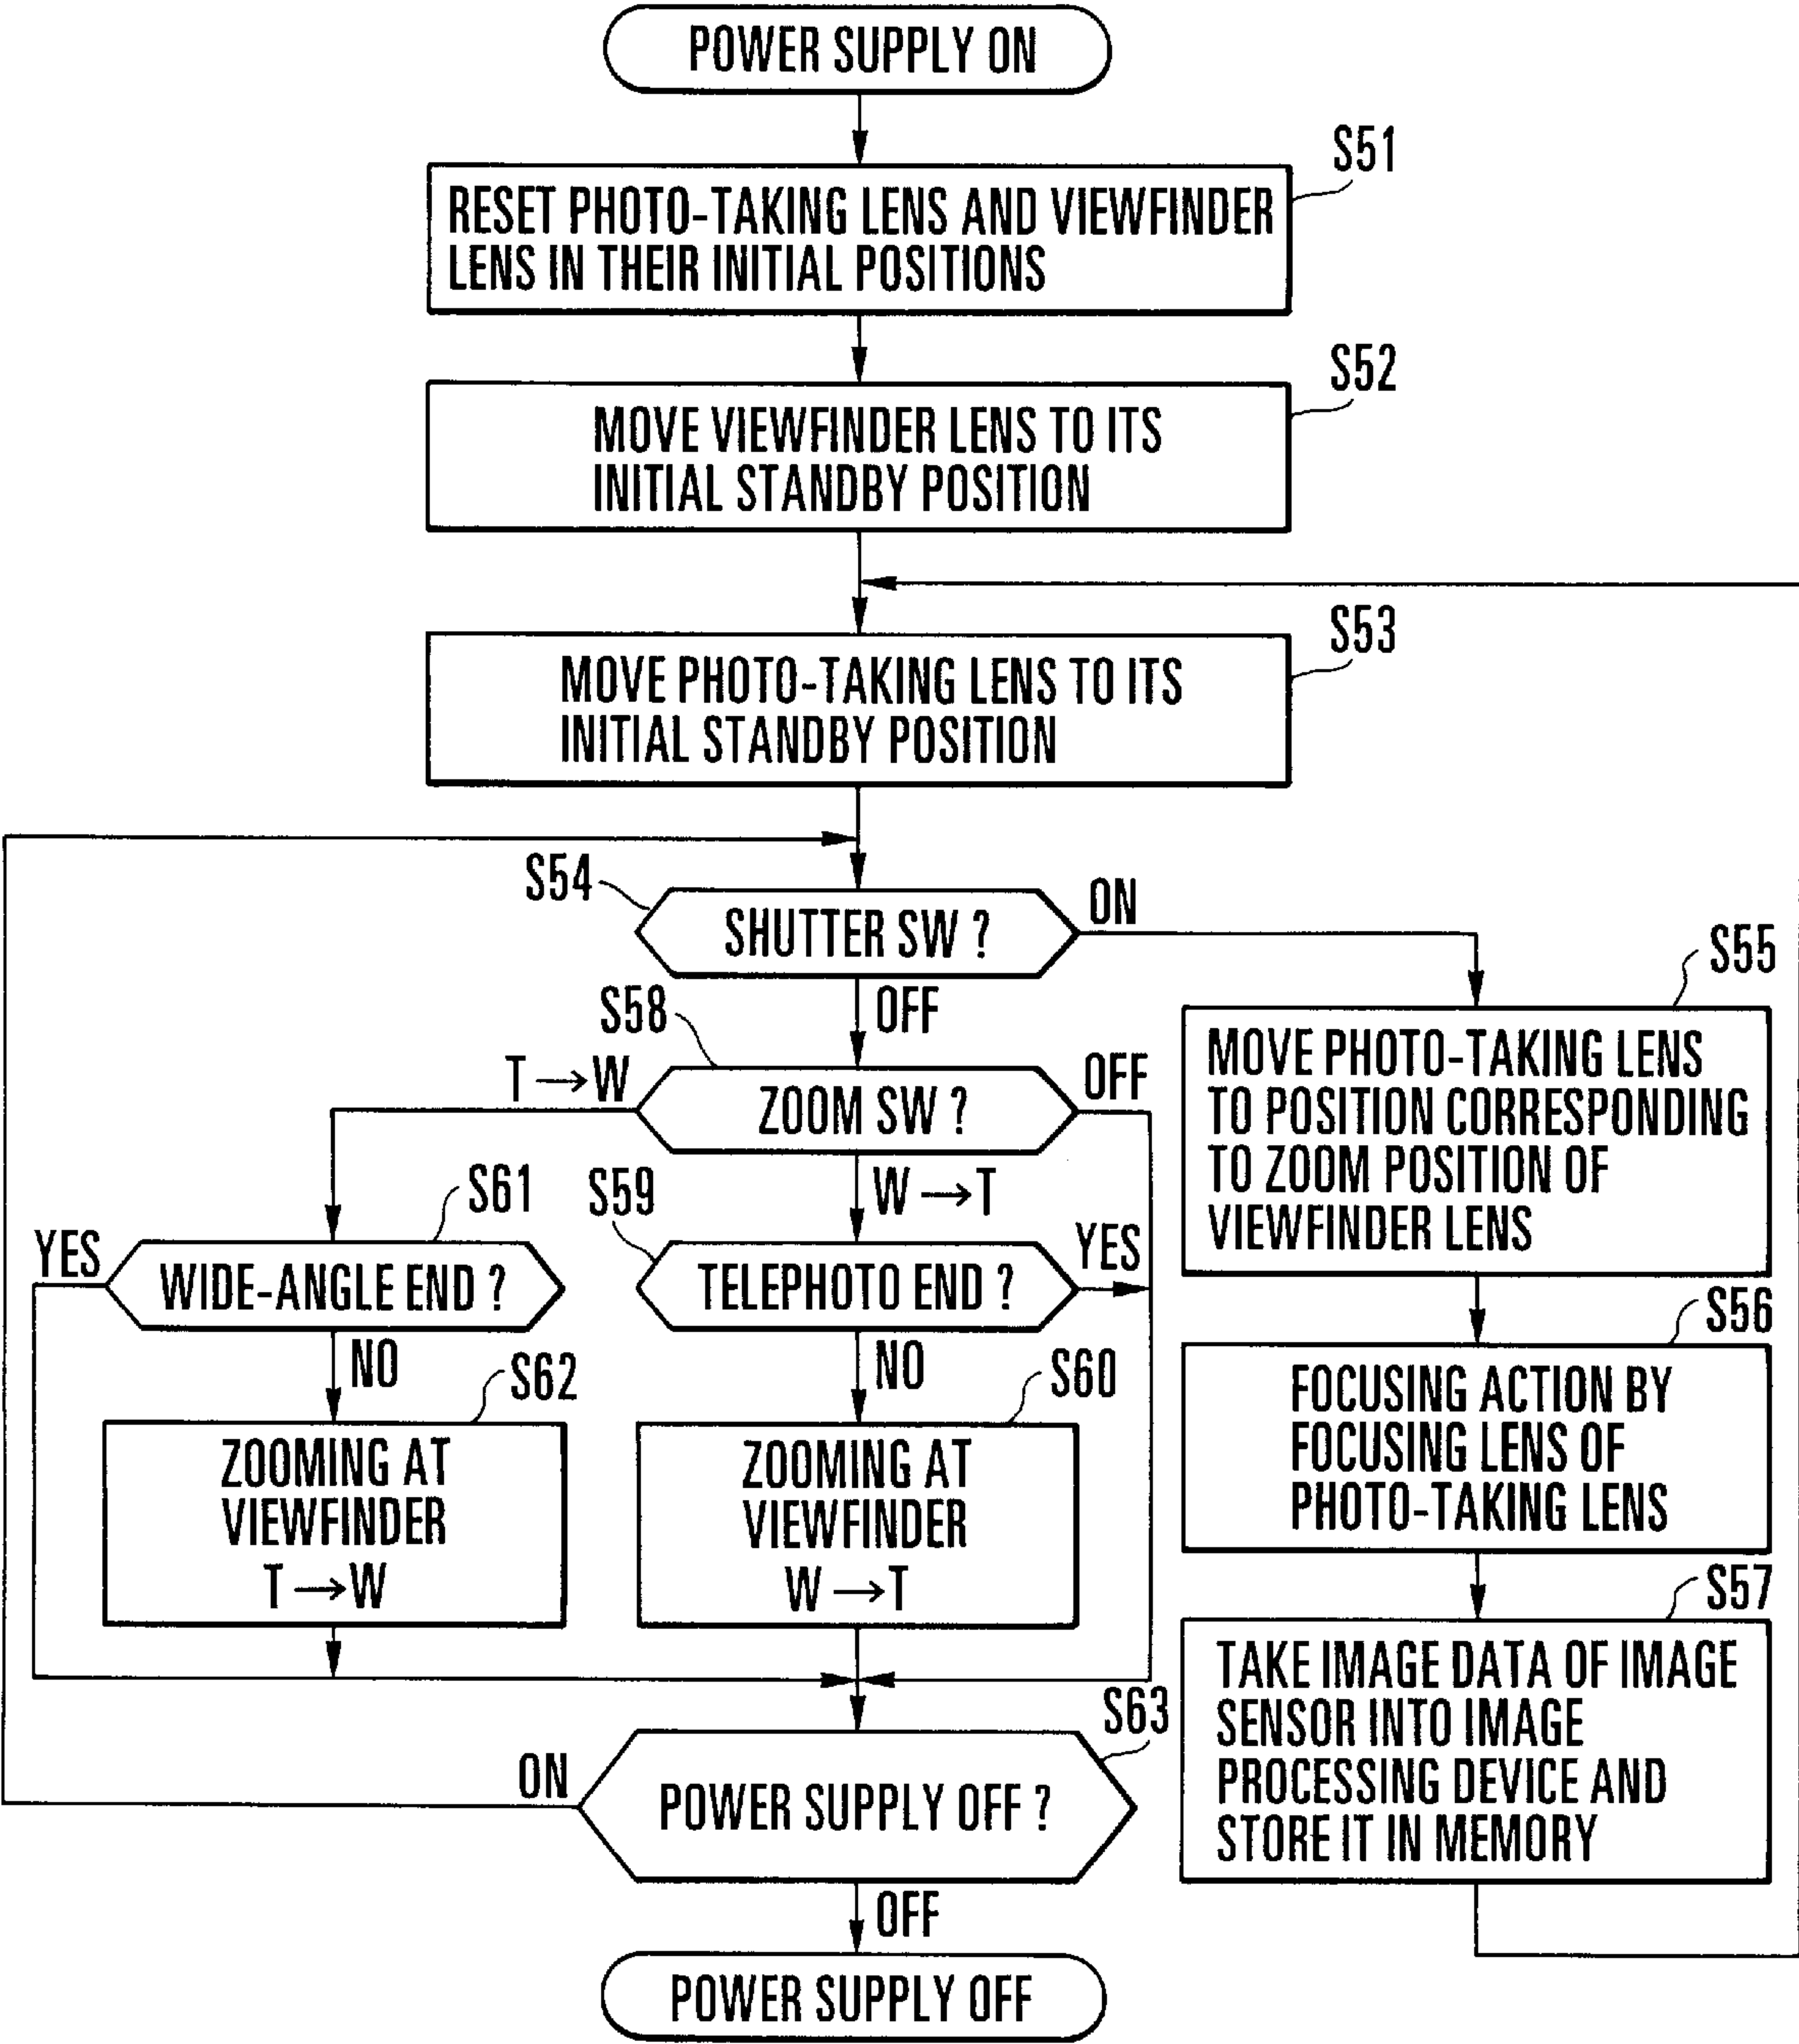 POWER SUPPLY ON
S51
RESET PHOTO-TAKING LENS AND VIEWFINDER
LENS IN THEIR INITIAL POSITIONS
S52
MOVE VIEWFINDER LENS TO ITS
INITIAL STANDBY POSITION
S53
MOVE PHOTO-TAKING LENS TO ITS
INITIAL STANDBY POSITION
S54
SHUTTER SW ?
ON
OFF
S55
MOVE PHOTO-TAKING LENS
TO POSITION CORRESPONDING
TO ZOOM POSITION OF
VIEWFINDER LENS
S56
FOCUSING ACTION BY
FOCUSING LENS OF
PHOTO-TAKING LENS
S57
TAKE IMAGE DATA OF IMAGE
SENSOR INTO IMAGE
PROCESSING DEVICE AND
STORE IT IN MEMORY
S58
T→W
ZOOM SW ?
OFF
W→T
S59
TELEPHOTO END ?
YES
NO
S60
ZOOMING AT
VIEWFINDER
W→T
S61
YES
WIDE-ANGLE END ?
NO
S62
ZOOMING AT
VIEWFINDER
T→W
S63
ON
POWER SUPPLY OFF ?
OFF
POWER SUPPLY OFF